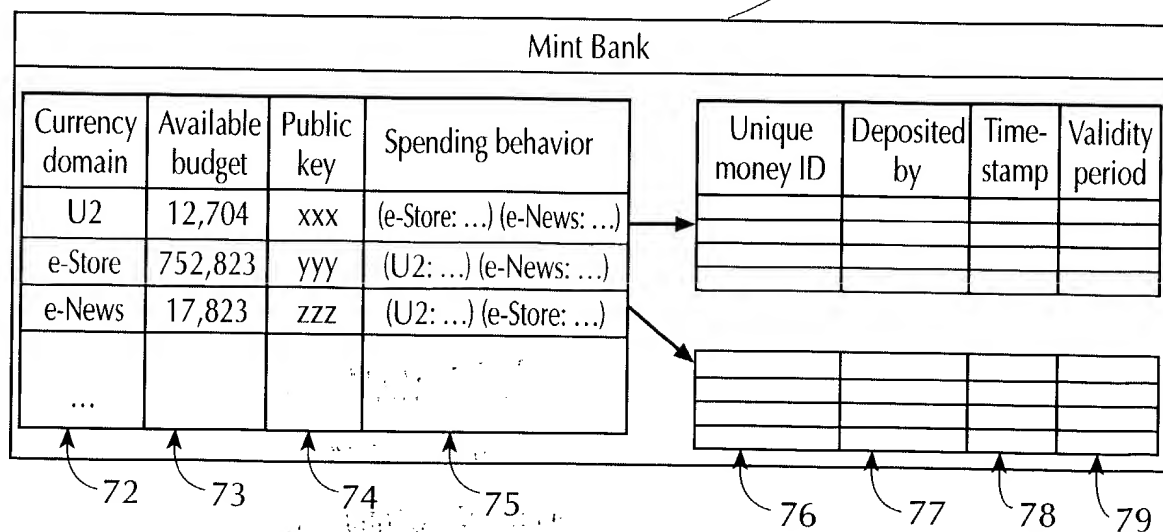 Mint Bank
Currency domain Available budget Public key Spending behavior
U2 12,704 xxx (e-Store: ...) (e-News: ...)
e-Store 752,823 yyy (U2: ...) (e-News: ...)
e-News 17,823 zzz (U2: ...) (e-Store: ...)
...
Unique money ID Deposited by Time-stamp Validity period
72 73 74 75 76 77 78 79